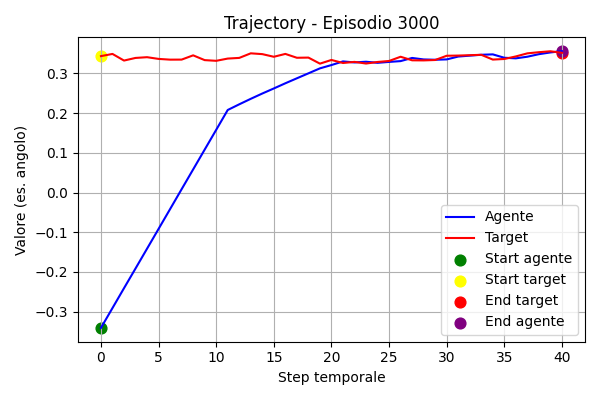 Trajectory - Episodio 3000
Valore (es. angolo)
0.3
0.2
0.1
0.0
−0.1
−0.2
−0.3
0 5 10 15 20 25 30 35 40
Step temporale
Agente
Target
Start agente
Start target
End target
End agente